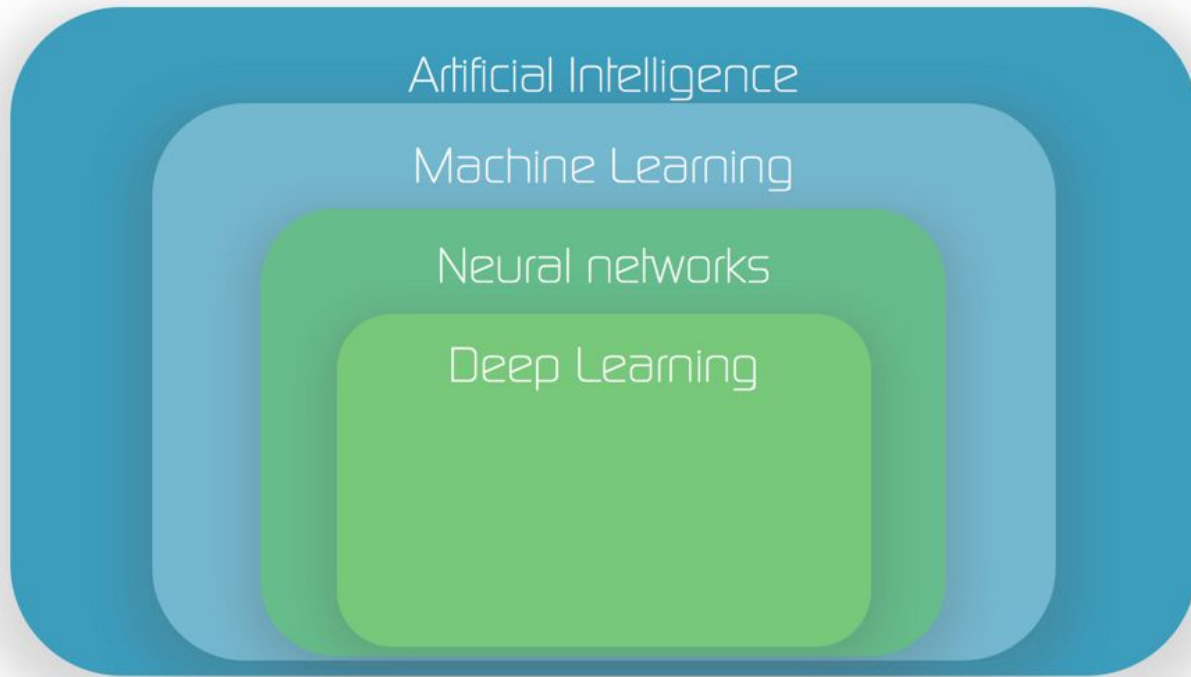 Artificial Intelligence
Machine Learning
Neural networks
Deep Learning